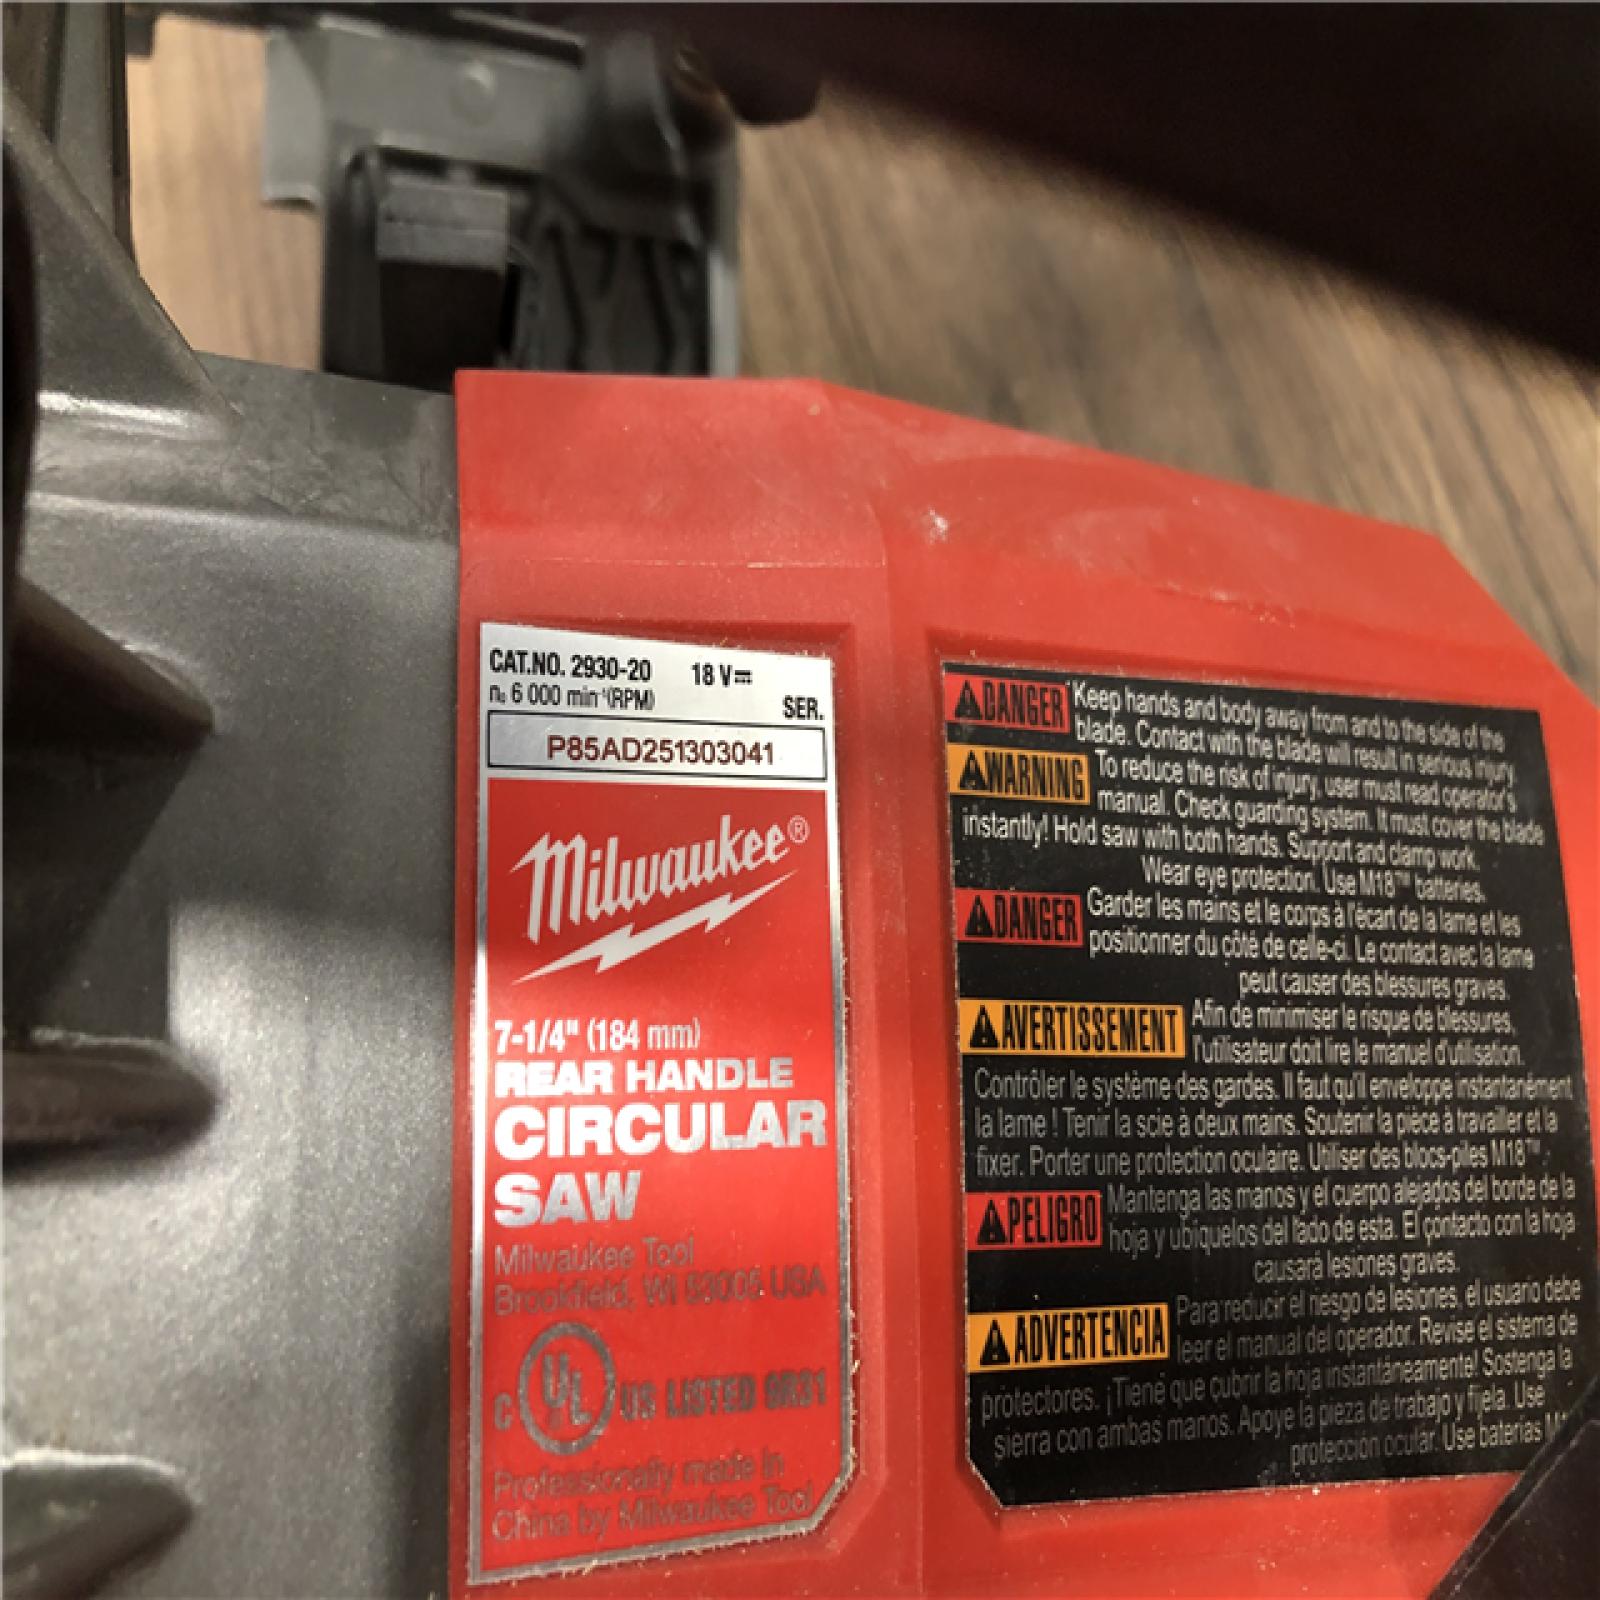 CAT.NO. 2930-20 18 V⎓
n₀ 6 000 min⁻¹(RPM) SER.
P85AD251303041
Milwaukee®
7-1/4" (184 mm)
REAR HANDLE
CIRCULAR
SAW
Milwaukee Tool
Brookfield, WI 53005 USA
C UL US LISTED 9R31
Professionally made in
China by Milwaukee Tool
DANGER Keep hands and body away from and to the side of the
blade. Contact with the blade will result in serious injury.
WARNING To reduce the risk of injury, user must read operator's
manual. Check guarding system. It must cover the blade
instantly! Hold saw with both hands. Support and clamp work.
Wear eye protection. Use M18™ batteries.
DANGER Garder les mains et le corps à l'écart de la lame et les
positionner du côté de celle-ci. Le contact avec la lame
peut causer des blessures graves.
AVERTISSEMENT Afin de minimiser le risque de blessures,
l'utilisateur doit lire le manuel d'utilisation.
Contrôler le système des gardes. Il faut qu'il enveloppe instantanément
la lame ! Tenir la scie à deux mains. Soutenir la pièce à travailler et la
fixer. Porter une protection oculaire. Utiliser des blocs-piles M18™.
PELIGRO Mantenga las manos y el cuerpo alejados del borde de la
hoja y ubíquelos del lado de esta. El contacto con la hoja
causará lesiones graves.
ADVERTENCIA Para reducir el riesgo de lesiones, el usuario debe
leer el manual del operador. Revise el sistema de
protectores. ¡Tiene que cubrir la hoja instantáneamente! Sostenga la
sierra con ambas manos. Apoye la pieza de trabajo y fíjela. Use
protección ocular. Use baterías